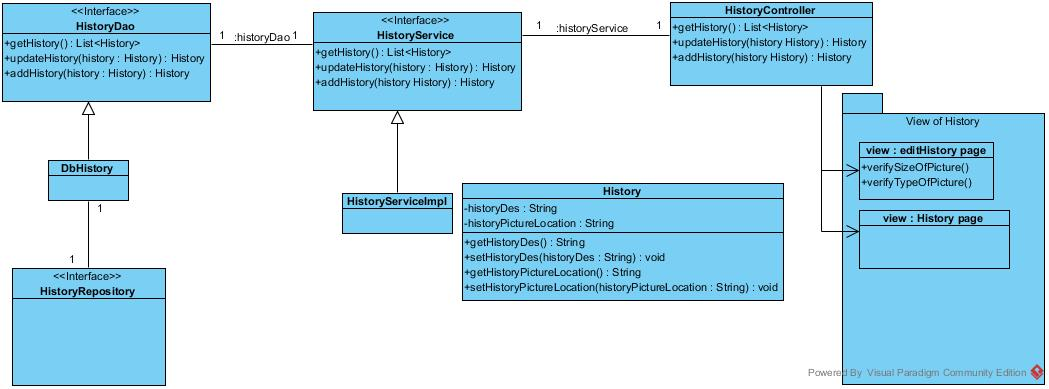 <<Interface>>
HistoryDao
+getHistory() : List<History>
+updateHistory(history : History) : History
+addHistory(history : History) : History
1 :historyDao 1
<<Interface>>
HistoryService
+getHistory() : List<History>
+updateHistory(history : History) : History
+addHistory(history History) : History
1 :historyService 1
HistoryController
+getHistory() : List<History>
+updateHistory(history History) : History
+addHistory(history History) : History
DbHistory
1
1
<<Interface>>
HistoryRepository
HistoryServiceImpl
History
-historyDes : String
-historyPictureLocation : String
+getHistoryDes() : String
+setHistoryDes(historyDes : String) : void
+getHistoryPictureLocation() : String
+setHistoryPictureLocation(historyPictureLocation : String) : void
View of History
view : editHistory page
+verifySizeOfPicture()
+verifyTypeOfPicture()
view : History page
Powered By Visual Paradigm Community Edition